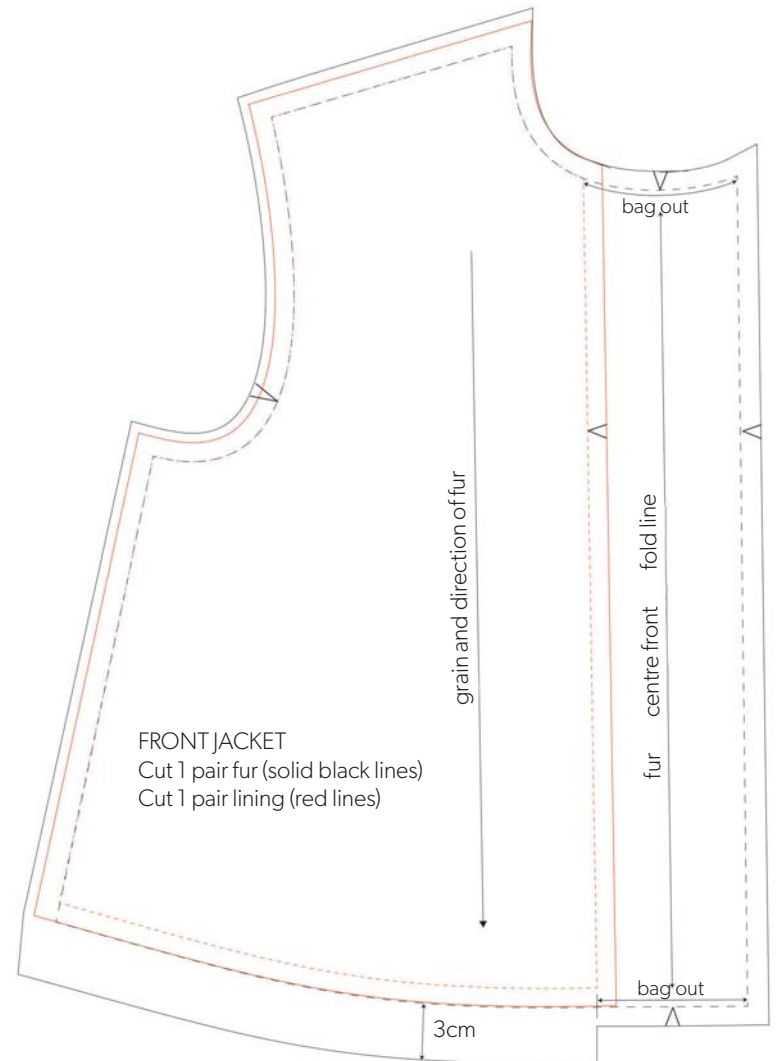 bag out
grain and direction of fur
fur centre front fold line
FRONT JACKET
Cut 1 pair fur (solid black lines)
Cut 1 pair lining (red lines)
bag out
3cm